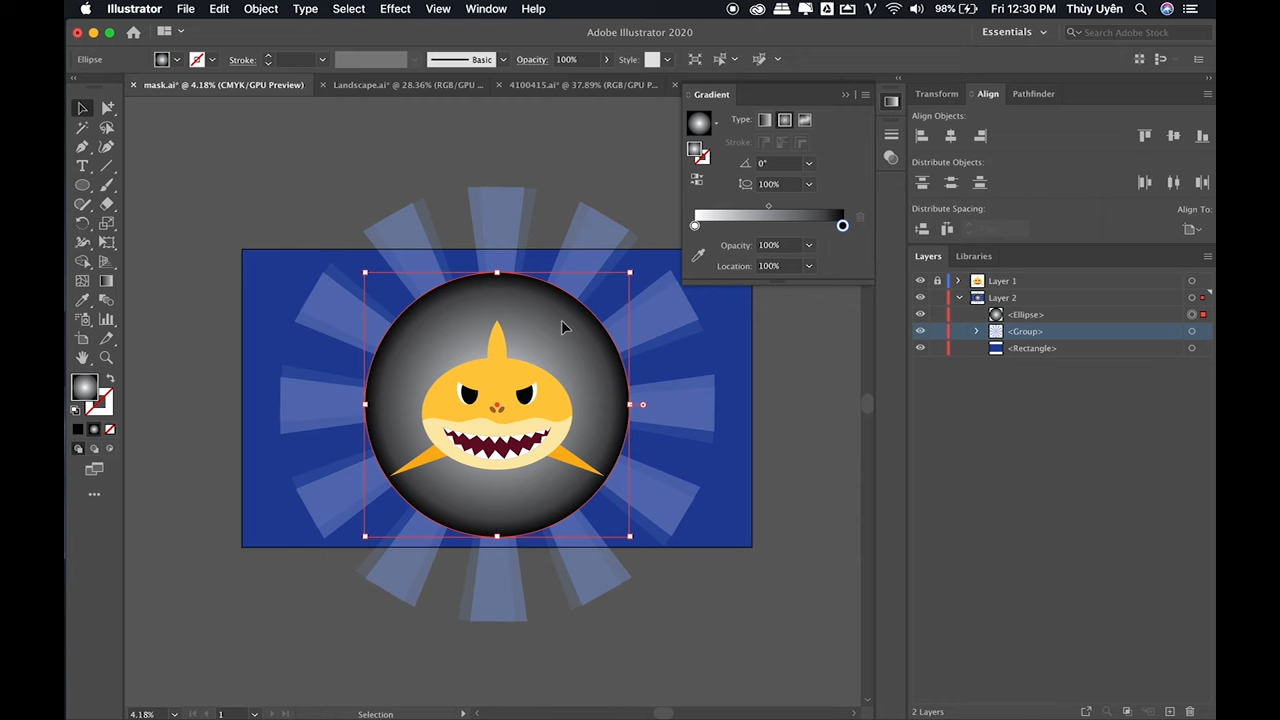 Illustrator File Edit Object Type Select Effect View Window Help 98% Fri 12:30 PM Thùy Uyên
Adobe Illustrator 2020 Essentials Search Adobe Stock
Ellipse Stroke: Basic Opacity: 100% Style:
mask.ai* @ 4.18% (CMYK/GPU Preview) Landscape.ai* @ 28.36% (RGB/GPU ... 4100415.ai* @ 37.89% (RGB/GPU P...
Gradient
Type:
Stroke:
0°
100%
Opacity: 100%
Location: 100%
Transform Align Pathfinder
Align Objects:
Distribute Objects:
Distribute Spacing: Align To:
Layers Libraries
Layer 1
Layer 2
<Ellipse>
<Group>
<Rectangle>
2 Layers
4.18% 1 Selection